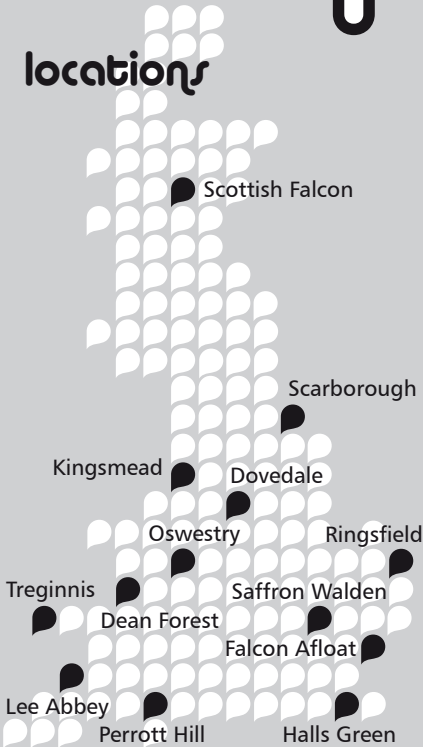 locations
Scottish Falcon
Scarborough
Kingsmead
Dovedale
Oswestry
Ringsfield
Treginnis
Saffron Walden
Dean Forest
Falcon Afloat
Lee Abbey
Perrott Hill
Halls Green